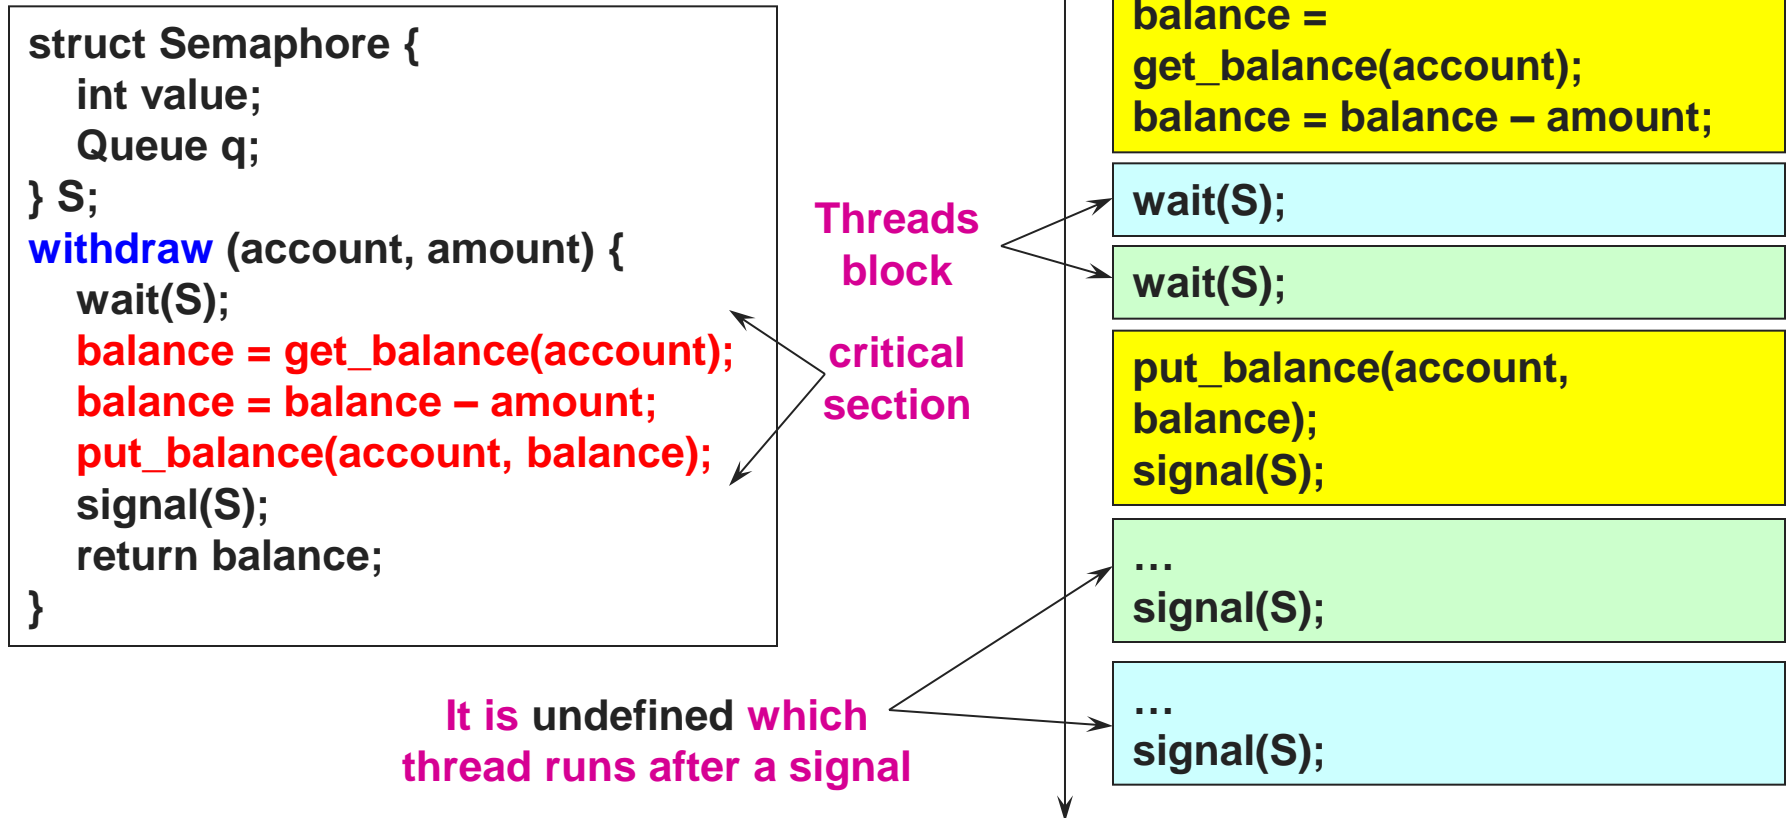 struct Semaphore {
int value;
Queue q;
} S;
withdraw (account, amount) {
wait(S);
balance = get_balance(account);
balance = balance – amount;
put_balance(account, balance);
signal(S);
return balance;
}
Threads
block
critical
section
It is undefined which
thread runs after a signal
balance =
get_balance(account);
balance = balance – amount;
wait(S);
wait(S);
put_balance(account,
balance);
signal(S);
…
signal(S);
…
signal(S);